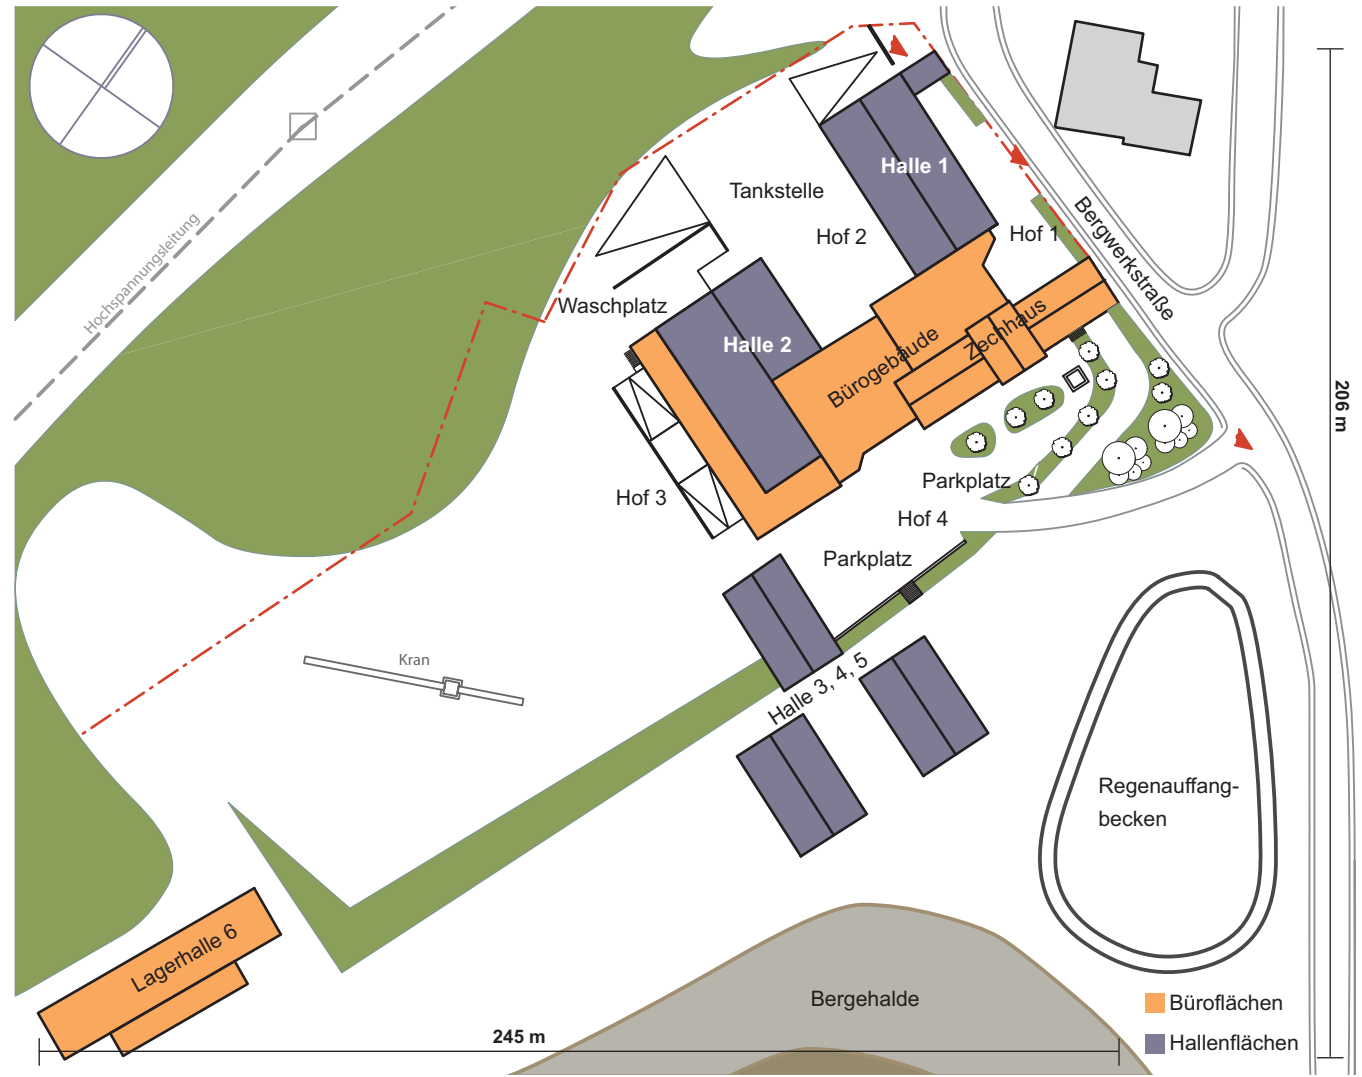 Hochspannungsleitung
Halle 1
Tankstelle
Hof 2
Hof 1
Bergwerkstraße
Waschplatz
Halle 2
Bürogebäude
Zechhaus
206 m
Hof 3
Parkplatz
Hof 4
Parkplatz
Kran
Halle 3, 4, 5
Regenauffang-
becken
Lagerhalle 6
Bergehalde
Büroflächen
245 m
Hallenflächen